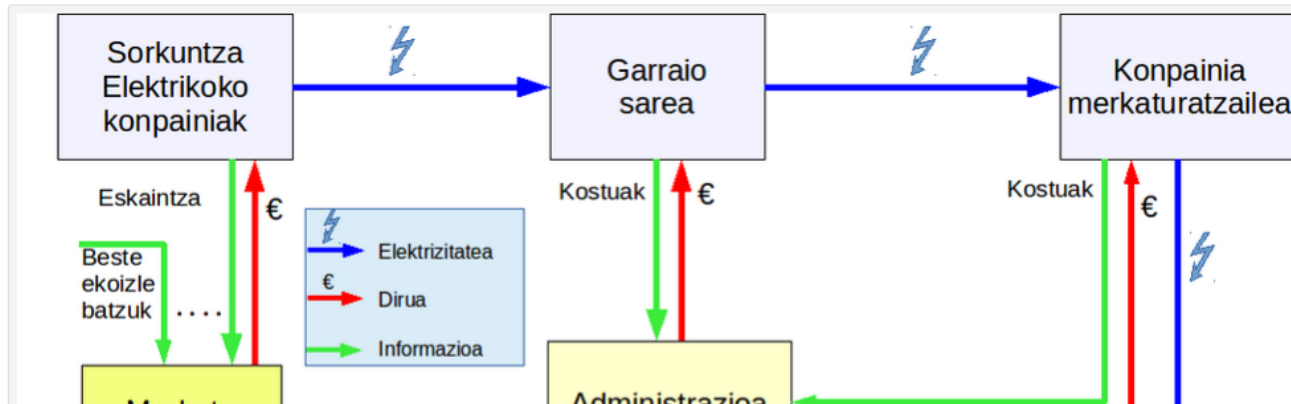 Sorkuntza
Elektrikoko
konpainiak
Garraio
sarea
Konpainia
merkaturatzailea
Eskaintza
€
Kostuak
€
Kostuak
€
Beste
ekoizle
batzuk
....
Elektrizitatea
€
Dirua
Informazioa
Administrazioa